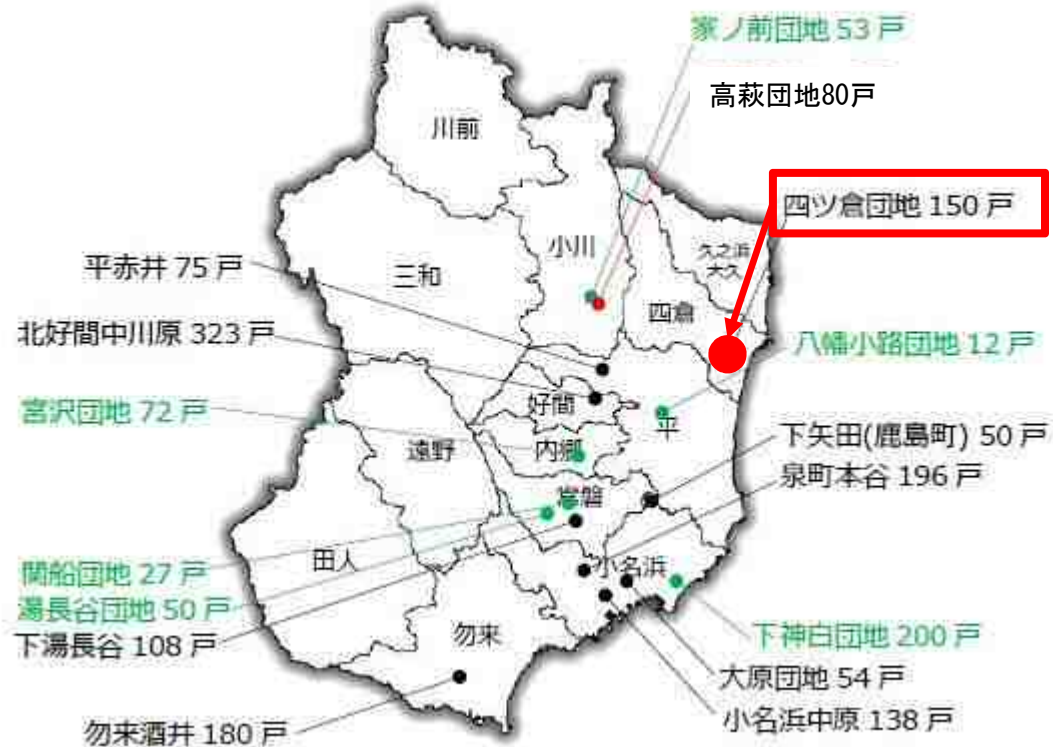 家ノ前団地 53 戸
高萩団地80戸
川前
四ツ倉団地 150 戸
小川
久之浜
大久
平赤井 75 戸
三和
四倉
北好間中川原 323 戸
八幡小路団地 12 戸
好間
宮沢団地 72 戸
平
遠野
内郷
下矢田(鹿島町) 50 戸
泉町本谷 196 戸
常磐
田人
小名浜
関船団地 27 戸
湯長谷団地 50 戸
下湯長谷 108 戸
勿来
下神白団地 200 戸
大原団地 54 戸
小名浜中原 138 戸
勿来酒井 180 戸